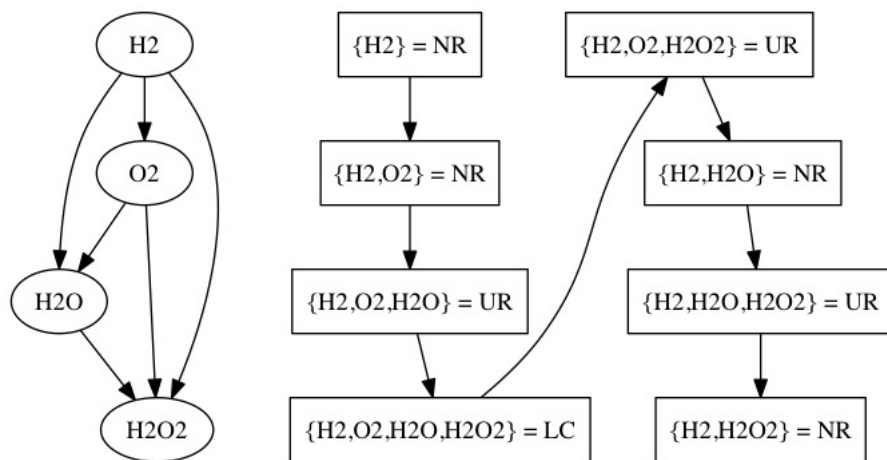 H2
O2
H2O
H2O2
{H2} = NR
{H2,O2} = NR
{H2,O2,H2O} = UR
{H2,O2,H2O,H2O2} = LC
{H2,O2,H2O2} = UR
{H2,H2O} = NR
{H2,H2O,H2O2} = UR
{H2,H2O2} = NR